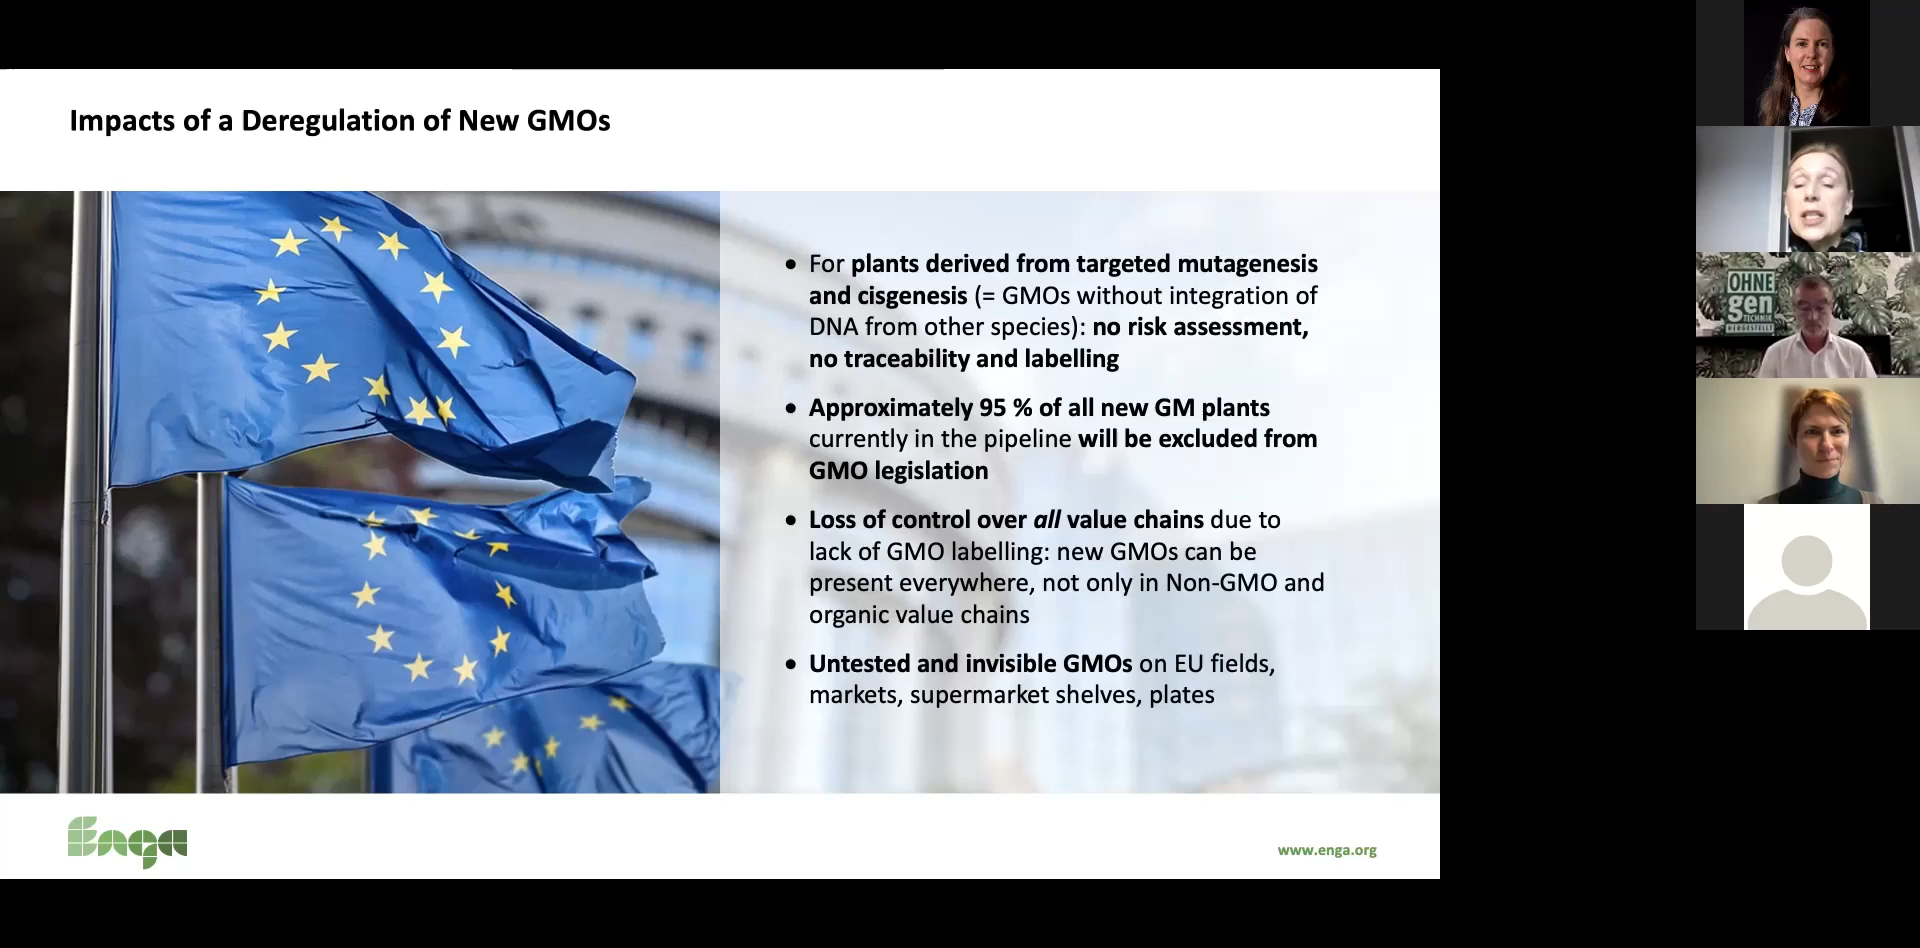 Impacts of a Deregulation of New GMOs
• For plants derived from targeted mutagenesis
and cisgenesis (= GMOs without integration of
DNA from other species): no risk assessment,
no traceability and labelling
• Approximately 95 % of all new GM plants
currently in the pipeline will be excluded from
GMO legislation
• Loss of control over all value chains due to
lack of GMO labelling: new GMOs can be
present everywhere, not only in Non-GMO and
organic value chains
• Untested and invisible GMOs on EU fields,
markets, supermarket shelves, plates
Enga
www.enga.org
OHNE
gen
TECHNIK
HERGESTELLT